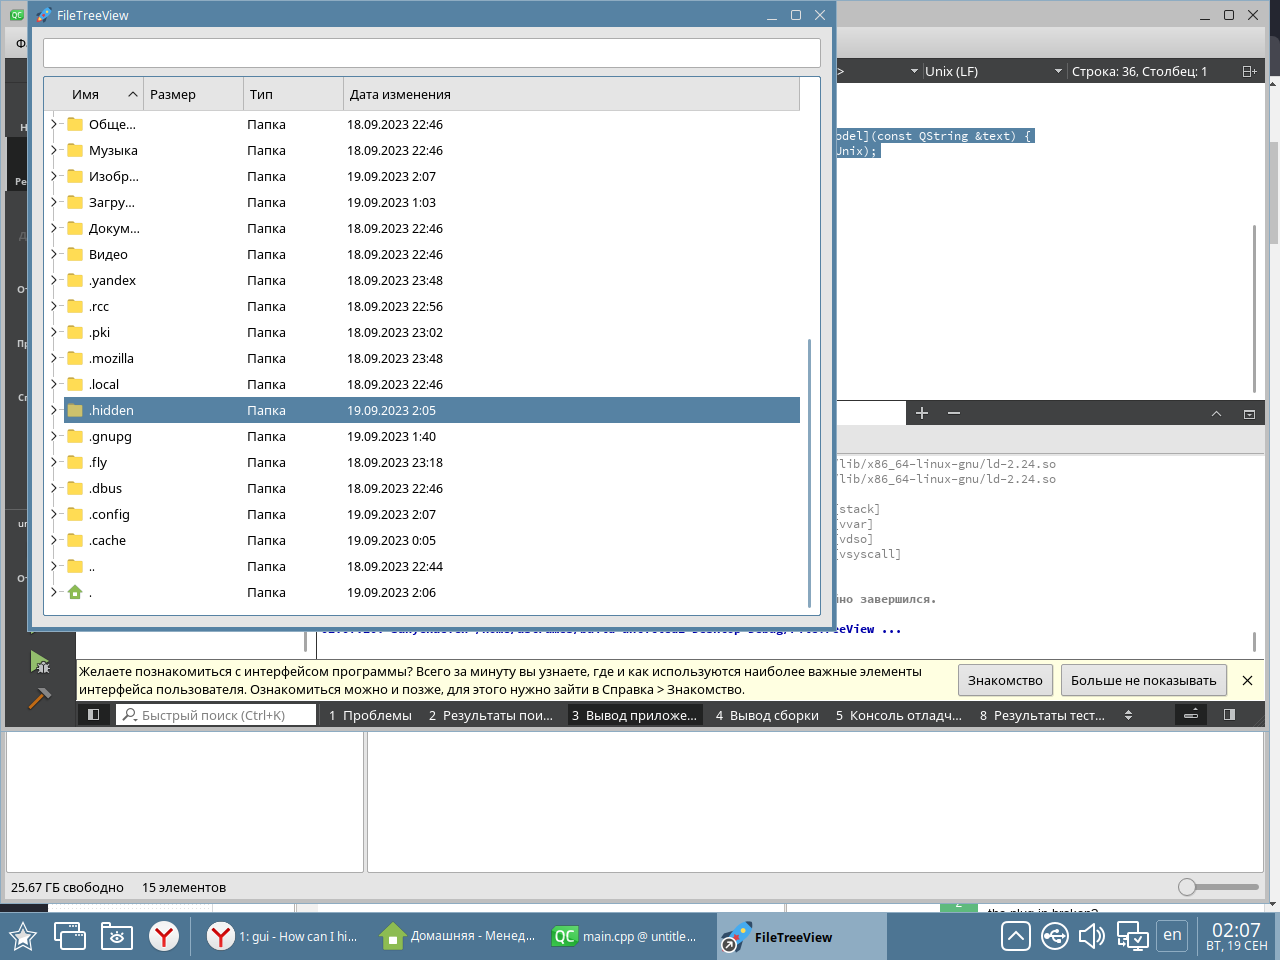 QC
FileTreeView
Ф
Имя Размер Тип Дата изменения
Обще... Папка 18.09.2023 22:46
Музыка Папка 18.09.2023 22:46
Изобр... Папка 19.09.2023 2:07
Загру... Папка 19.09.2023 1:03
Докум... Папка 18.09.2023 22:46
Видео Папка 18.09.2023 22:46
.yandex Папка 18.09.2023 23:48
.rcc Папка 18.09.2023 22:56
.pki Папка 18.09.2023 23:02
.mozilla Папка 18.09.2023 23:48
.local Папка 18.09.2023 22:46
.hidden Папка 19.09.2023 2:05
.gnupg Папка 19.09.2023 1:40
.fly Папка 18.09.2023 23:18
.dbus Папка 18.09.2023 22:46
.config Папка 19.09.2023 2:07
.cache Папка 19.09.2023 0:05
.. Папка 18.09.2023 22:44
. Папка 19.09.2023 2:06
> Unix (LF) Строка: 36, Столбец: 1
odel](const QString &text) {
Unix);
/lib/x86_64-linux-gnu/ld-2.24.so
/lib/x86_64-linux-gnu/ld-2.24.so
[stack]
[vvar]
[vdso]
[vsyscall]
но завершился.
View ...
Желаете познакомиться с интерфейсом программы? Всего за минуту вы узнаете, где и как используются наиболее важные элементы
интерфейса пользователя. Ознакомиться можно и позже, для этого нужно зайти в Справка > Знакомство.
Знакомство Больше не показывать
Быстрый поиск (Ctrl+K) 1 Проблемы 2 Результаты пои... 3 Вывод приложе... 4 Вывод сборки 5 Консоль отладч... 8 Результаты тест...
25.67 ГБ свободно 15 элементов
2 the plug in broken?
1: gui - How can I hi... Домашняя - Менед... QC main.cpp @ untitle... FileTreeView en 02:07
ВТ, 19 СЕН